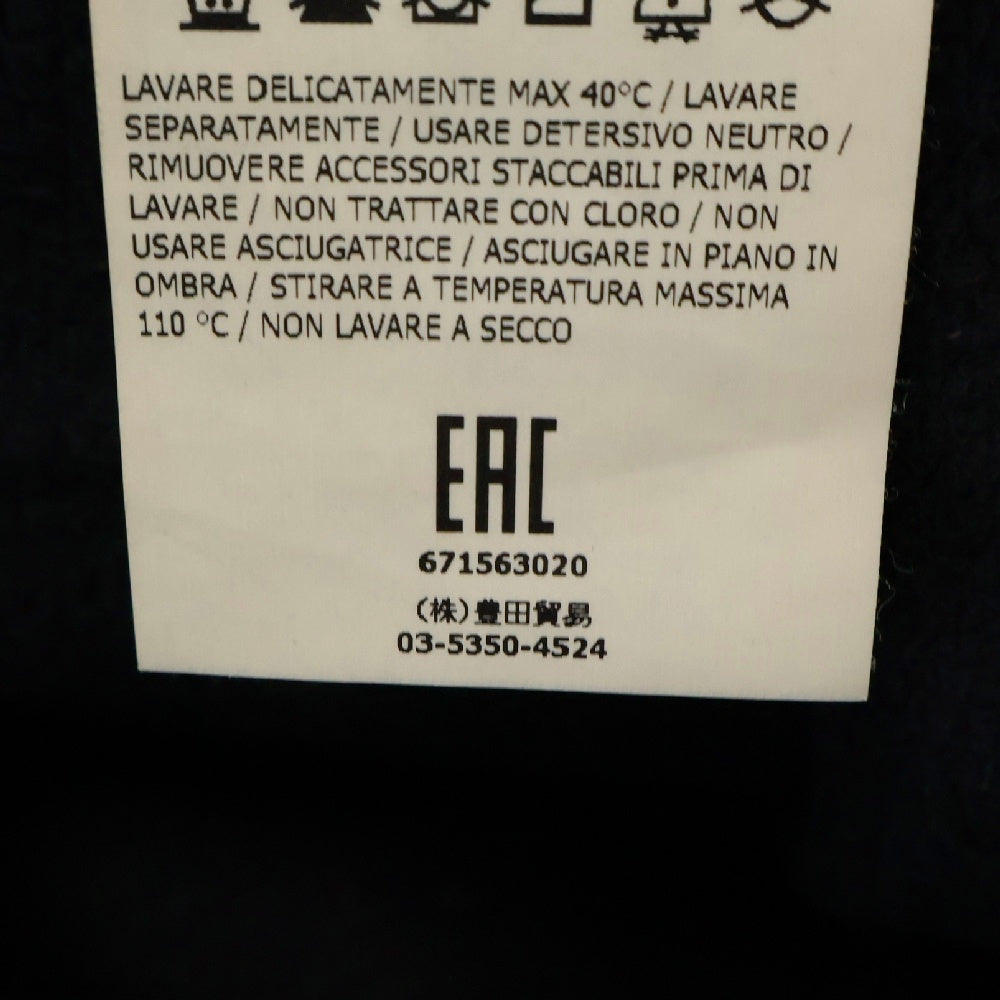 LAVARE DELICATAMENTE MAX 40°C / LAVARE
SEPARATAMENTE / USARE DETERSIVO NEUTRO /
RIMUOVERE ACCESSORI STACCABILI PRIMA DI
LAVARE / NON TRATTARE CON CLORO / NON
USARE ASCIUGATRICE / ASCIUGARE IN PIANO IN
OMBRA / STIRARE A TEMPERATURA MASSIMA
110 °C / NON LAVARE A SECCO
EAC
671563020
(株)豊田貿易
03-5350-4524